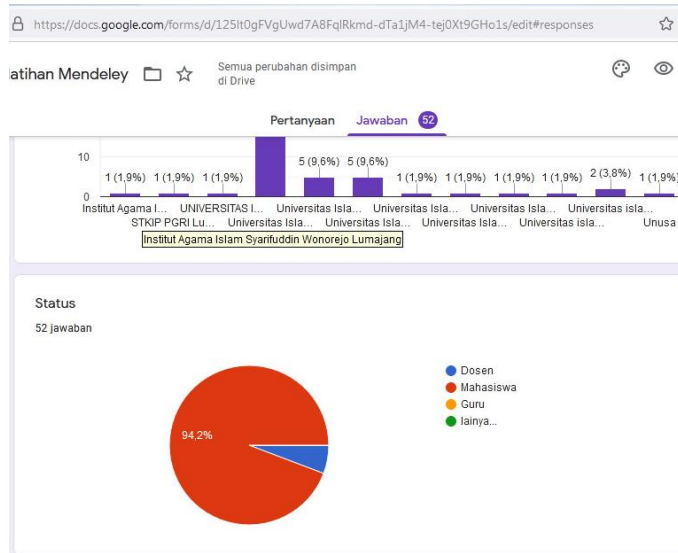 https://docs.google.com/forms/d/125lt0gFVgUwd7A8FqlRkmd-dTa1jM4-tej0Xt9GHo1s/edit#responses
atihan Mendeley
Semua perubahan disimpan
di Drive
Pertanyaan Jawaban 52
10
1 (1,9%) 1 (1,9%) 1 (1,9%) 5 (9,6%) 5 (9,6%) 1 (1,9%) 1 (1,9%) 1 (1,9%) 1 (1,9%) 2 (3,8%) 1 (1,9%)
0
Institut Agama I... UNIVERSITAS I... Universitas Isla... Universitas Isla... Universitas Isla... Universitas isla...
STKIP PGRI Lu... Universitas Isla... Universitas Isla... Universitas Isla... Universitas isla... Unusa
Institut Agama Islam Syarifuddin Wonorejo Lumajang
Status
52 jawaban
94,2%
Dosen
Mahasiswa
Guru
lainya...